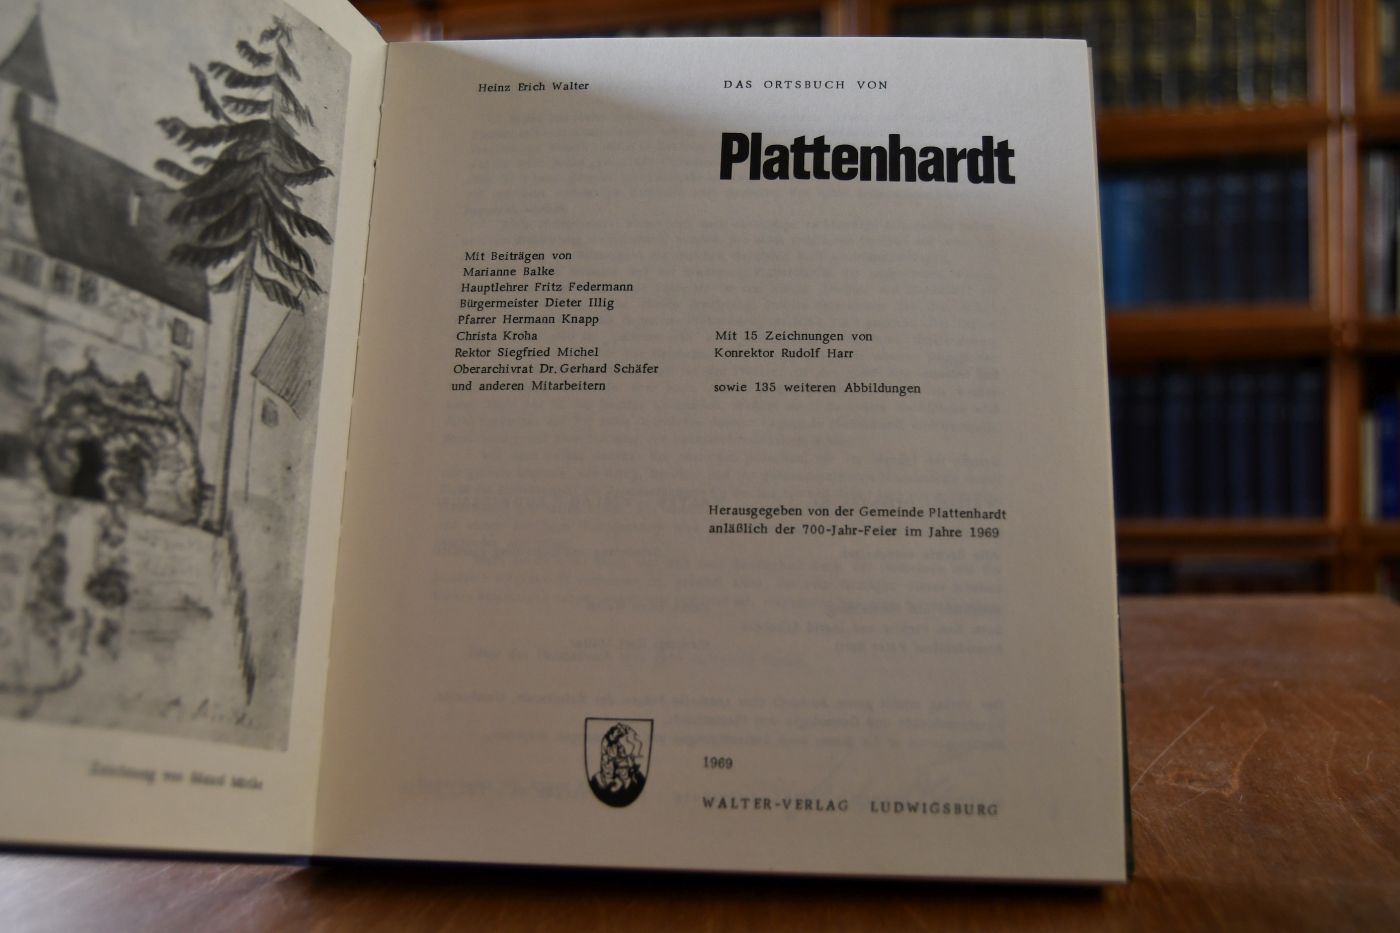 Heinz Erich Walter
DAS ORTSBUCH VON
Plattenhardt
Mit Beiträgen von
Marianne Balke
Hauptlehrer Fritz Federmann
Bürgermeister Dieter Illig
Pfarrer Hermann Knapp
Christa Kroha
Rektor Siegfried Michel
Oberarchivrat Dr. Gerhard Schäfer
und anderen Mitarbeitern
Mit 15 Zeichnungen von
Konrektor Rudolf Harr
sowie 135 weiteren Abbildungen
Herausgegeben von der Gemeinde Plattenhardt
anläßlich der 700-Jahr-Feier im Jahre 1969
1969
WALTER-VERLAG LUDWIGSBURG
Zeichnung von